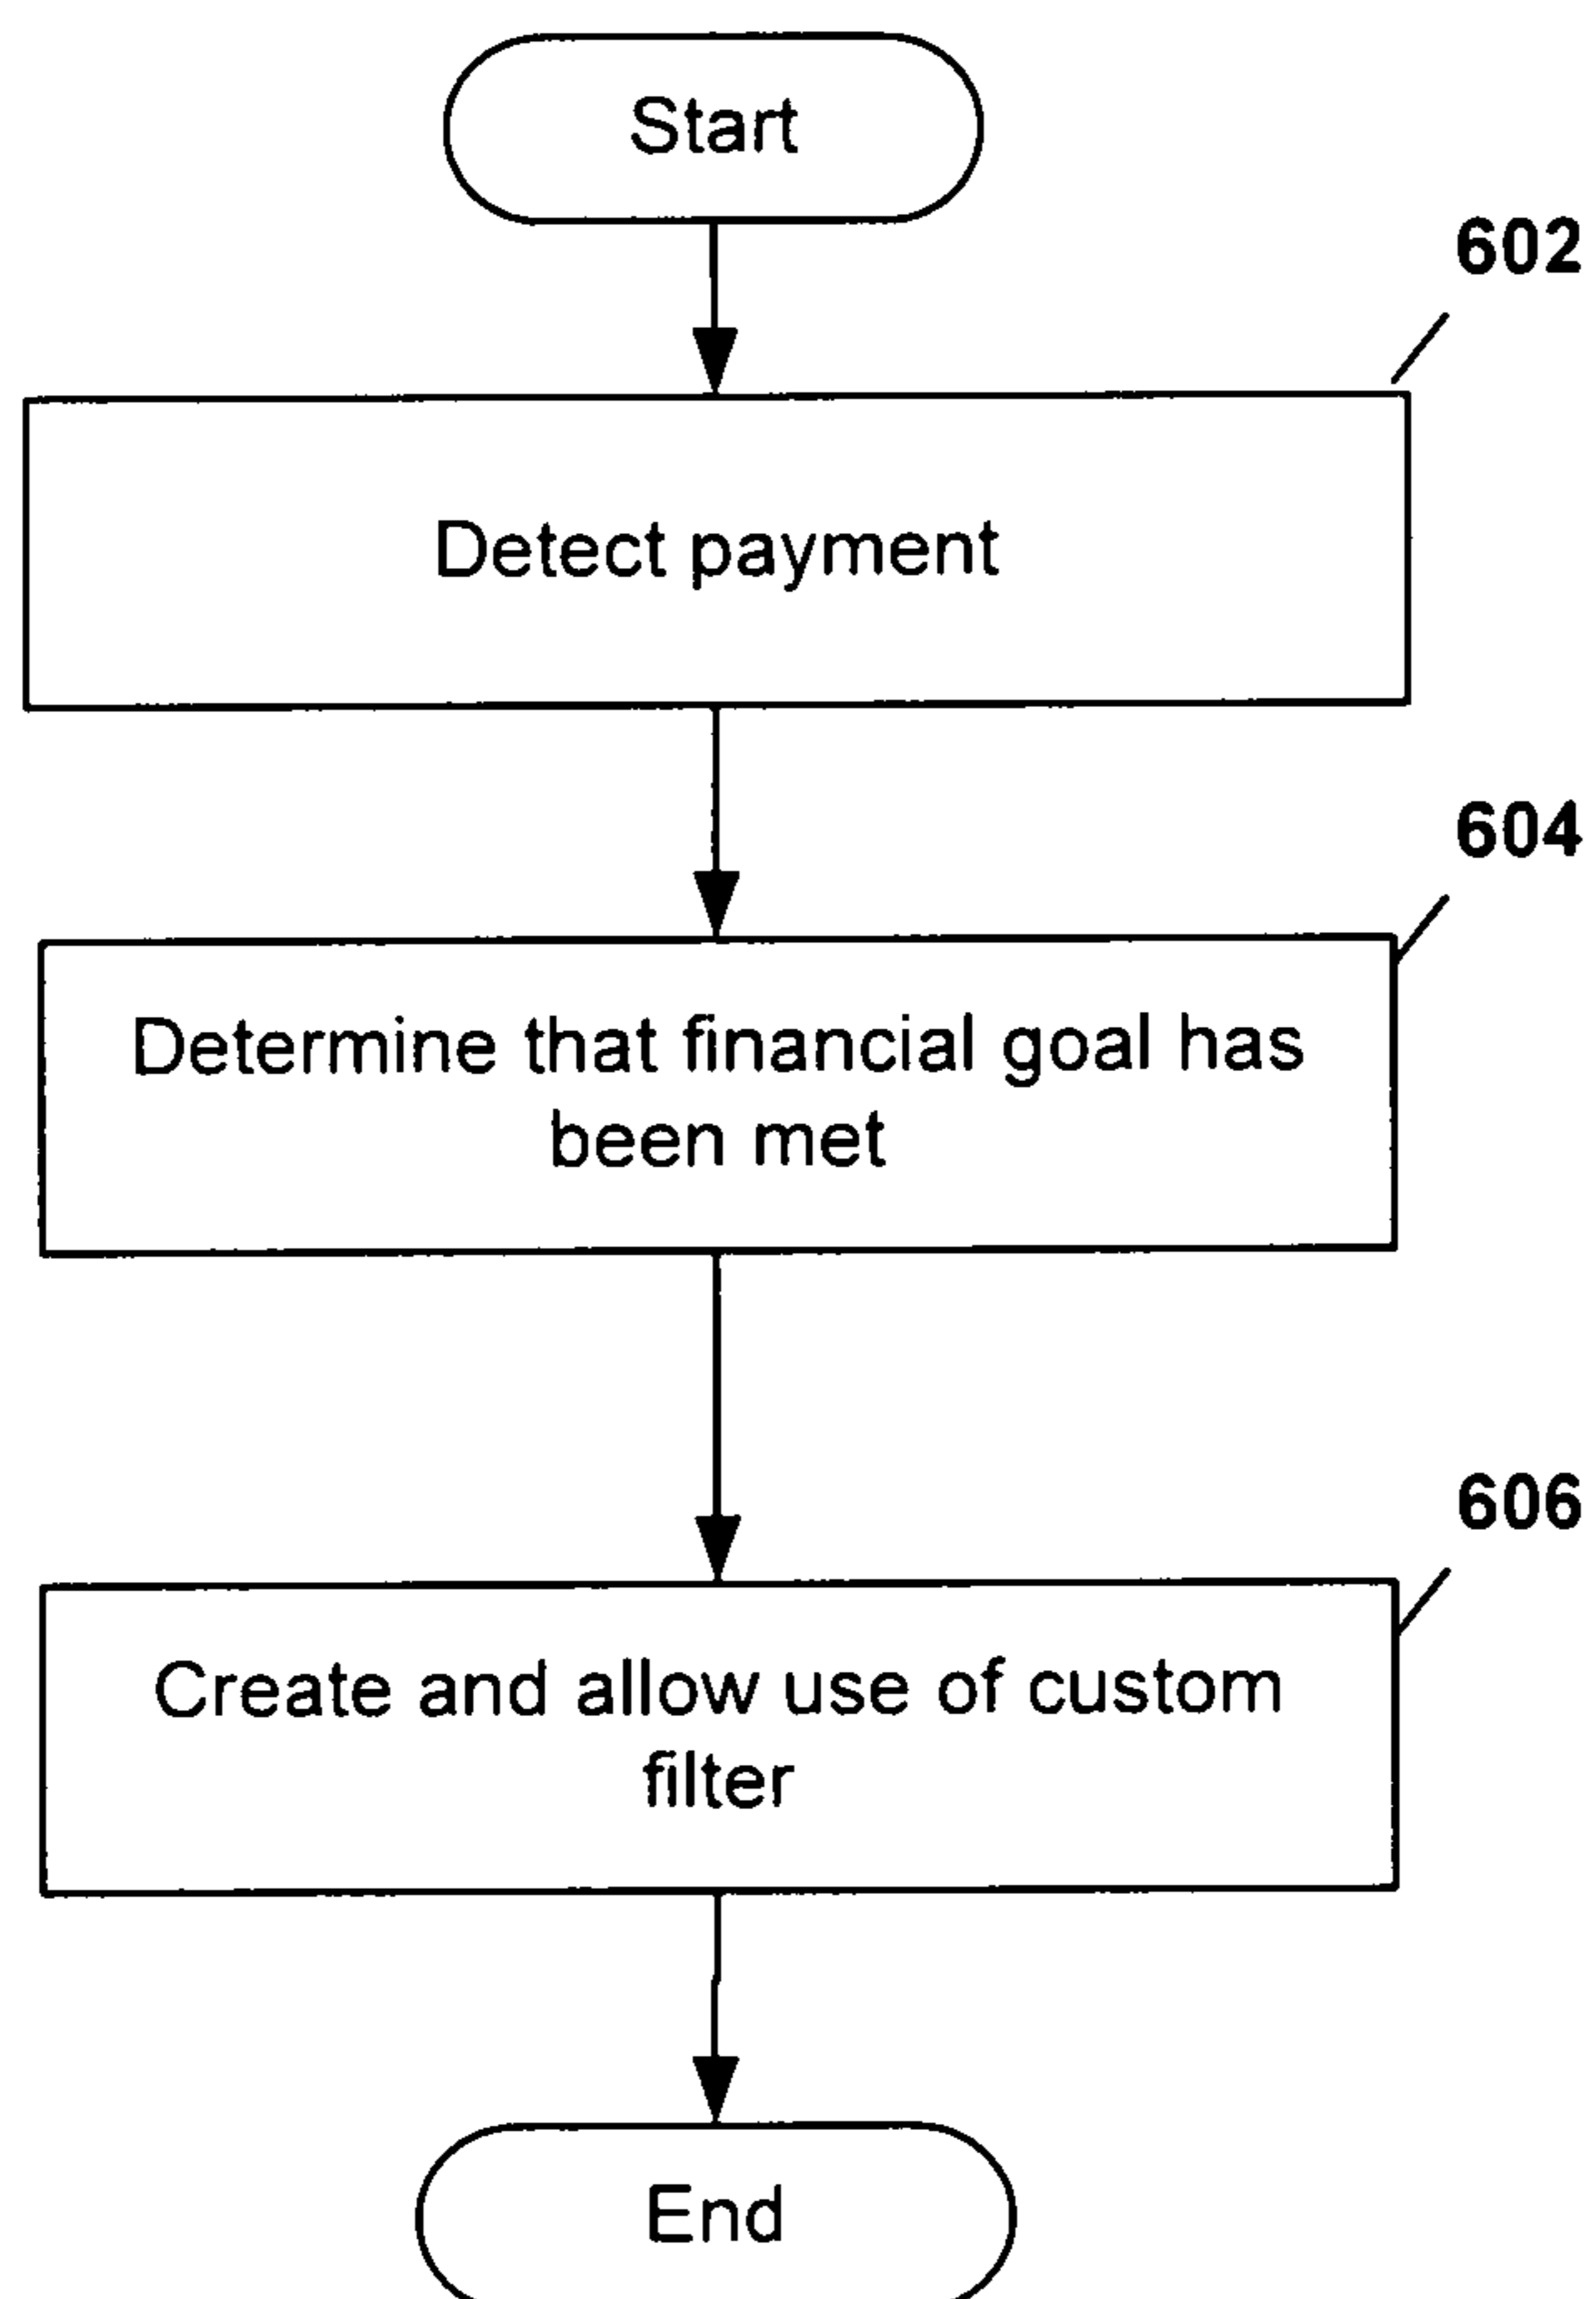 Start
602
Detect payment
604
Determine that financial goal has
been met
606
Create and allow use of custom
filter
End